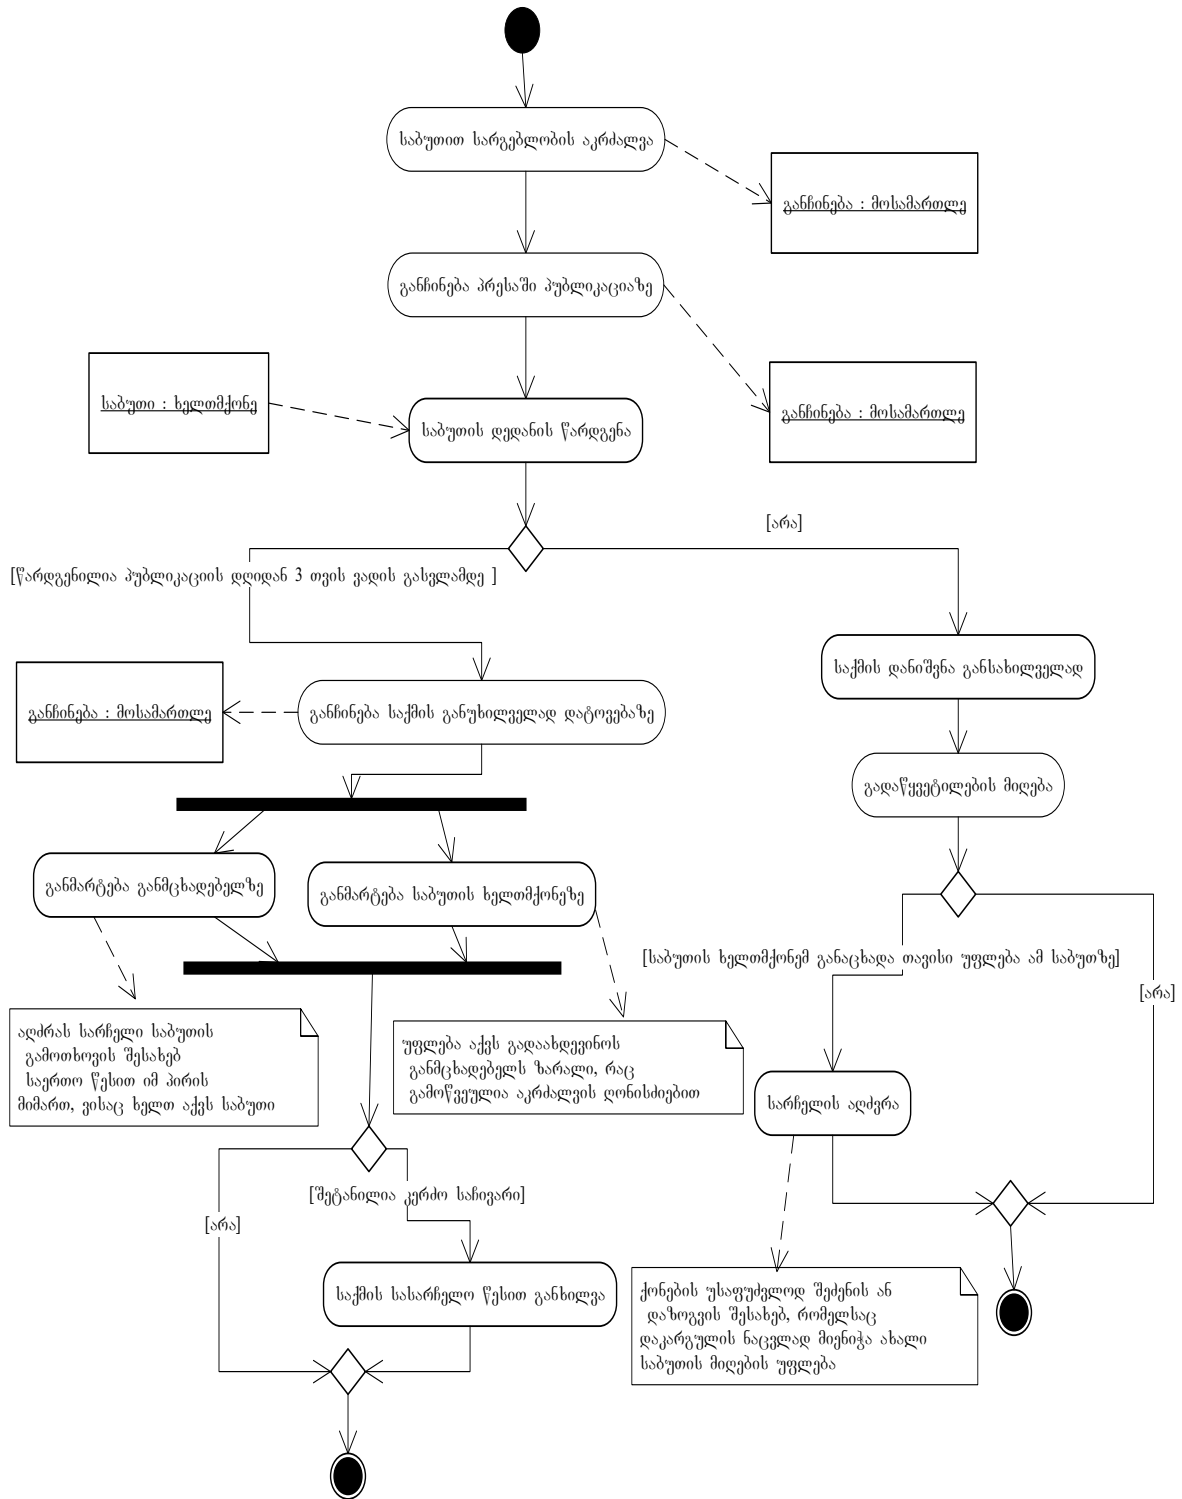 საბუთით სარგებლობის აკრძალვა
განჩინება : მოსამართლე
განჩინება პრესაში პუბლიკაციაზე
საბუთი : ხელთმქონე
განჩინება : მოსამართლე
საბუთის დედანის წარდგენა
[არა]
[წარდგენილია პუბლიკაციის დღიდან 3 თვის ვადის გასვლამდე ]
საქმის დანიშვნა განსახილველად
განჩინება : მოსამართლე
განჩინება საქმის განუხილველად დატოვებაზე
გადაწყვეტილების მიღება
განმარტება განმცხადებელზე
განმარტება საბუთის ხელთმქონეზე
[საბუთის ხელთმქონემ განაცხადა თავისი უფლება ამ საბუთზე]
[არა]
აღძრას სარჩელი საბუთის
გამოთხოვის შესახებ
საერთო წესით იმ პირის
მიმართ, ვისაც ხელთ აქვს საბუთი
უფლება აქვს გადაახდევინოს
განმცხადებელს ზარალი, რაც
გამოწვეულია აკრძალვის ღონისძიებით
სარჩელის აღძვრა
[შეტანილია კერძო საჩივარი]
[არა]
საქმის სასარჩელო წესით განხილვა
ქონების უსაფუძვლოდ შეძენის ან
დაზოგვის შესახებ, რომელსაც
დაკარგულის ნაცვლად მიენიჭა ახალი
საბუთის მიღების უფლება